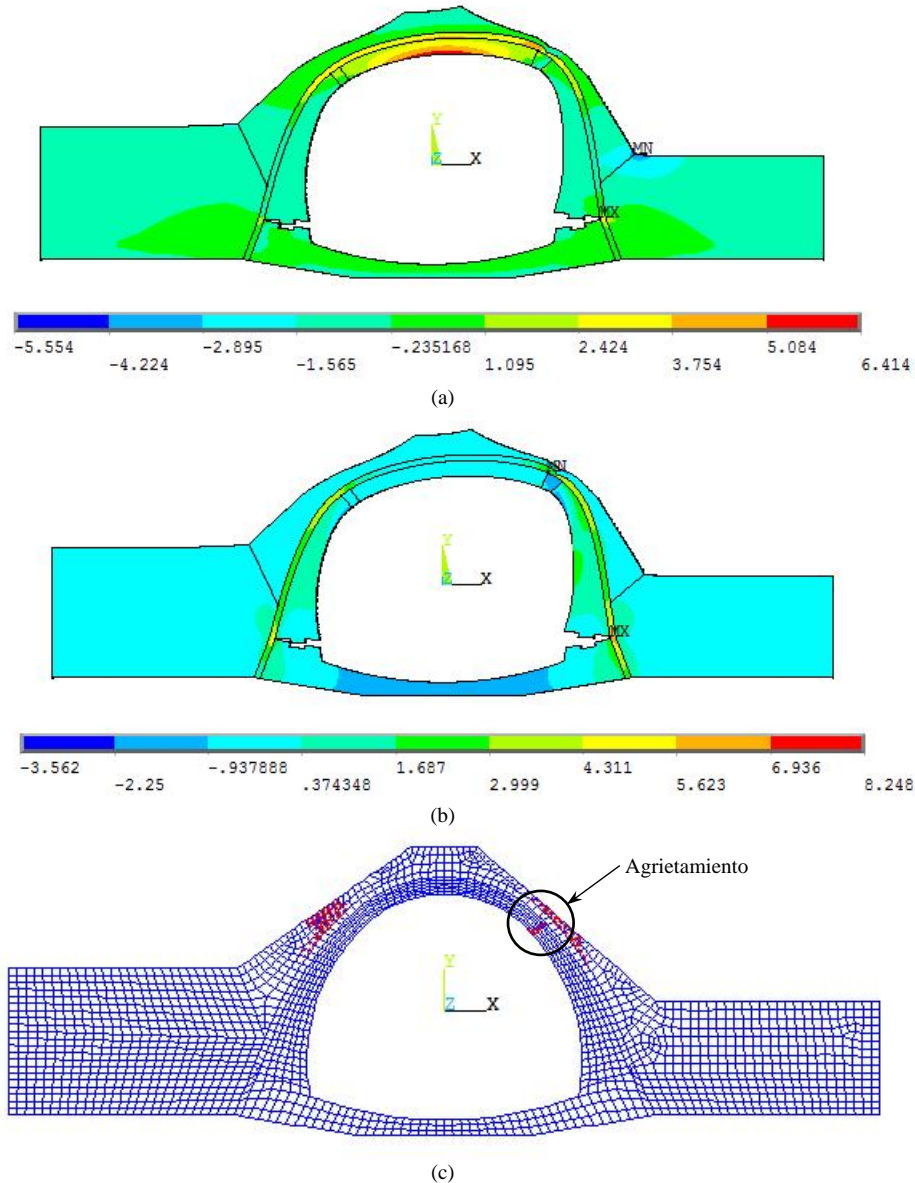 Y
MN
Z X
MX
-5.554 -2.895 -.235168 2.424 5.084
-4.224 -1.565 1.095 3.754 6.414
(a)
MN
Y
Z X
MX
-3.562 -.937888 1.687 4.311 6.936
-2.25 .374348 2.999 5.623 8.248
(b)
Agrietamiento
Y
Z X
(c)